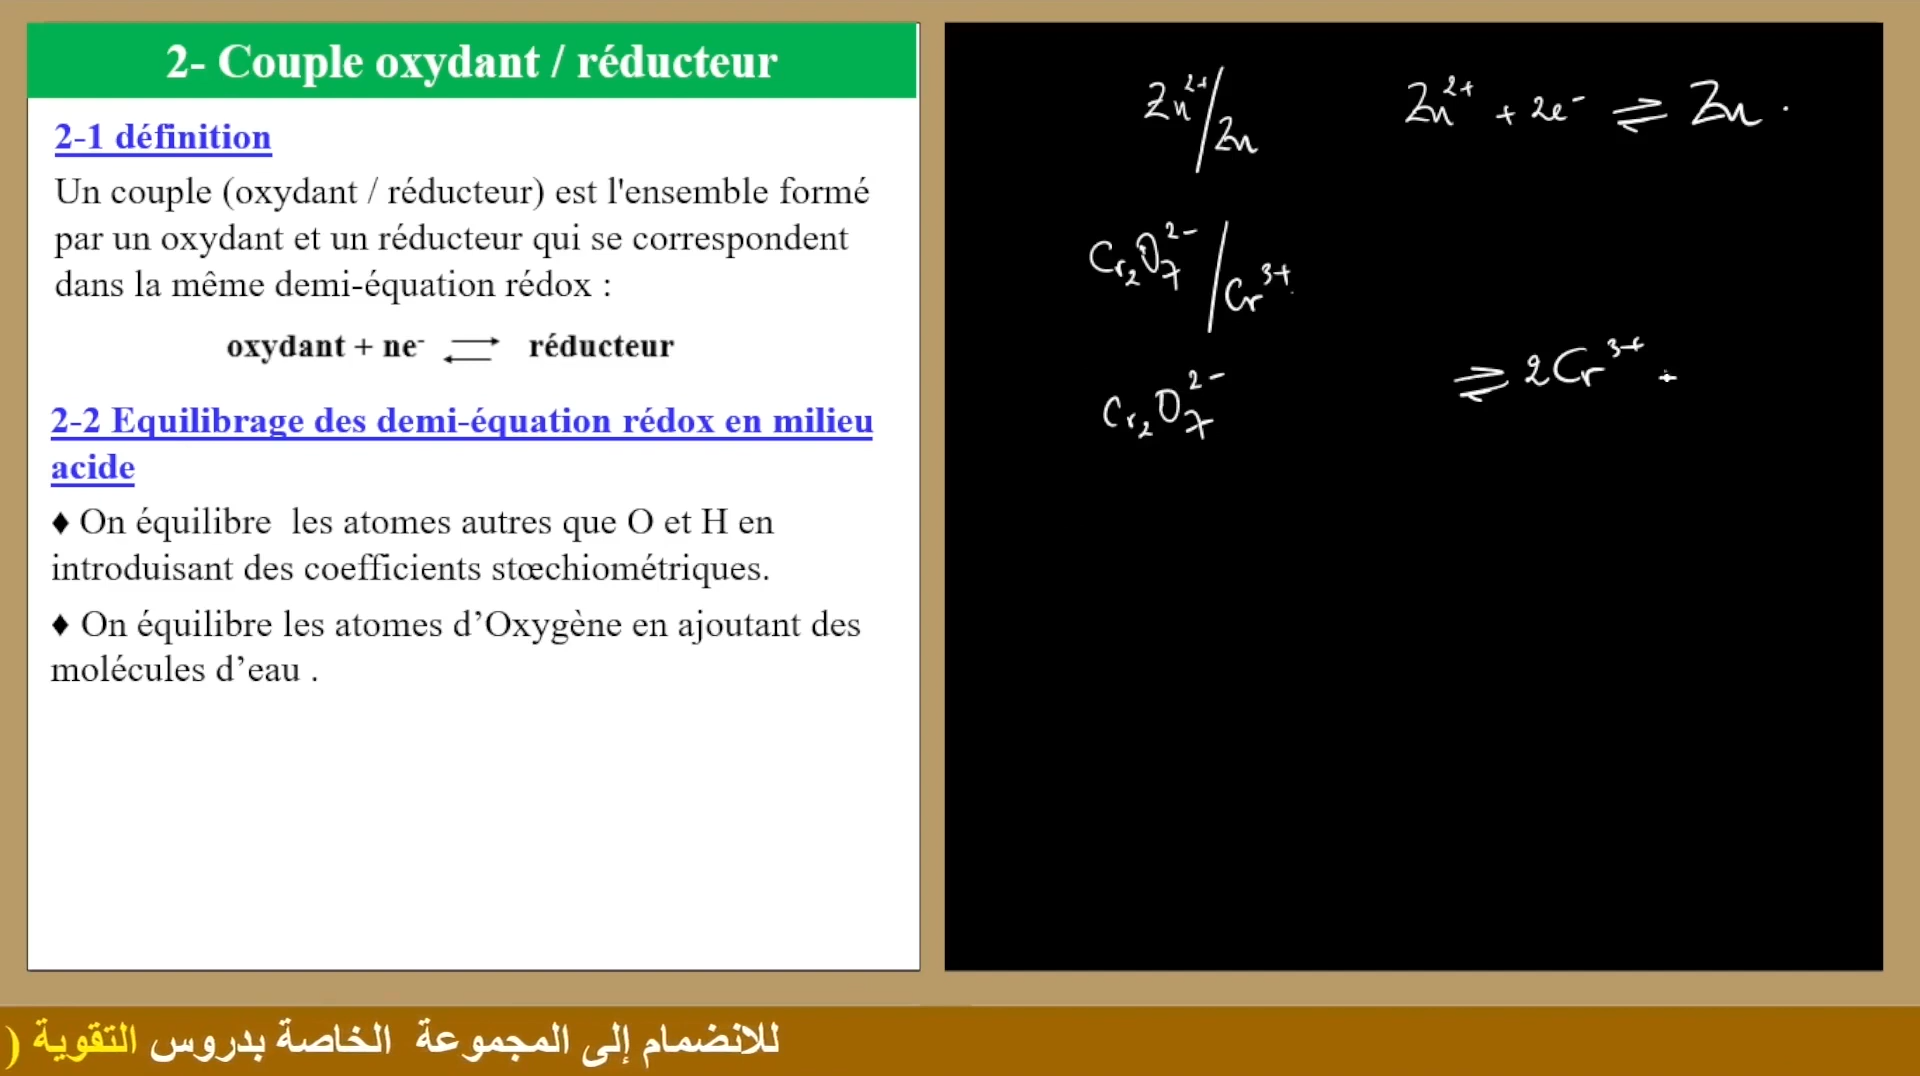 2- Couple oxydant / réducteur
2-1 définition
Un couple (oxydant / réducteur) est l'ensemble formé
par un oxydant et un réducteur qui se correspondent
dans la même demi-équation rédox :
oxydant + ne⁻ ⇌ réducteur
2-2 Equilibrage des demi-équation rédox en milieu
acide
♦ On équilibre les atomes autres que O et H en
introduisant des coefficients stœchiométriques.
♦ On équilibre les atomes d’Oxygène en ajoutant des
molécules d’eau .
Zn²⁺/Zn Zn²⁺ + 2e⁻ ⇌ Zn .
Cr₂O₇²⁻/Cr³⁺
Cr₂O₇²⁻ ⇌ 2Cr³⁺ +
للانضمام إلى المجموعة الخاصة بدروس التقوية (